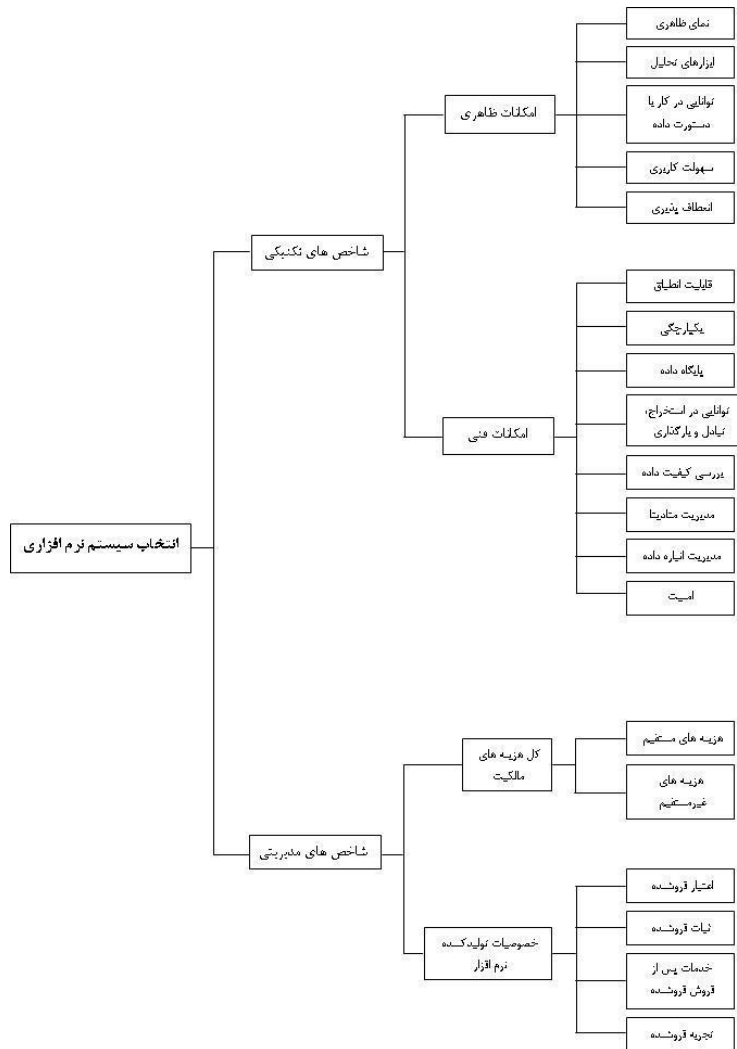 نمای ظاهری
ابزارهای تحلیل
توانایی در کار با
دستورت داده
سهولت کاربری
انعطاف پذیری
امکانات ظاهری
شاخص های تکنیکی
قابلیت انطباق
یکپارچگی
پایگاه داده
توانایی در استخراج،
تبادل و بارگذاری
بررسی کیفیت داده
مدیریت متادیتا
مدیریت انباره داده
امنیت
امکانات فنی
انتخاب سیستم نرم افزاری
هزینه های مستقیم
هزینه های
غیرمستقیم
کل هزینه های
مالکیت
شاخص های مدیریتی
اعتبار فروشنده
ثبات فروشنده
خدمات پس از
فروش فروشنده
تجربه فروشنده
خصوصیات تولیدکننده
نرم افزار